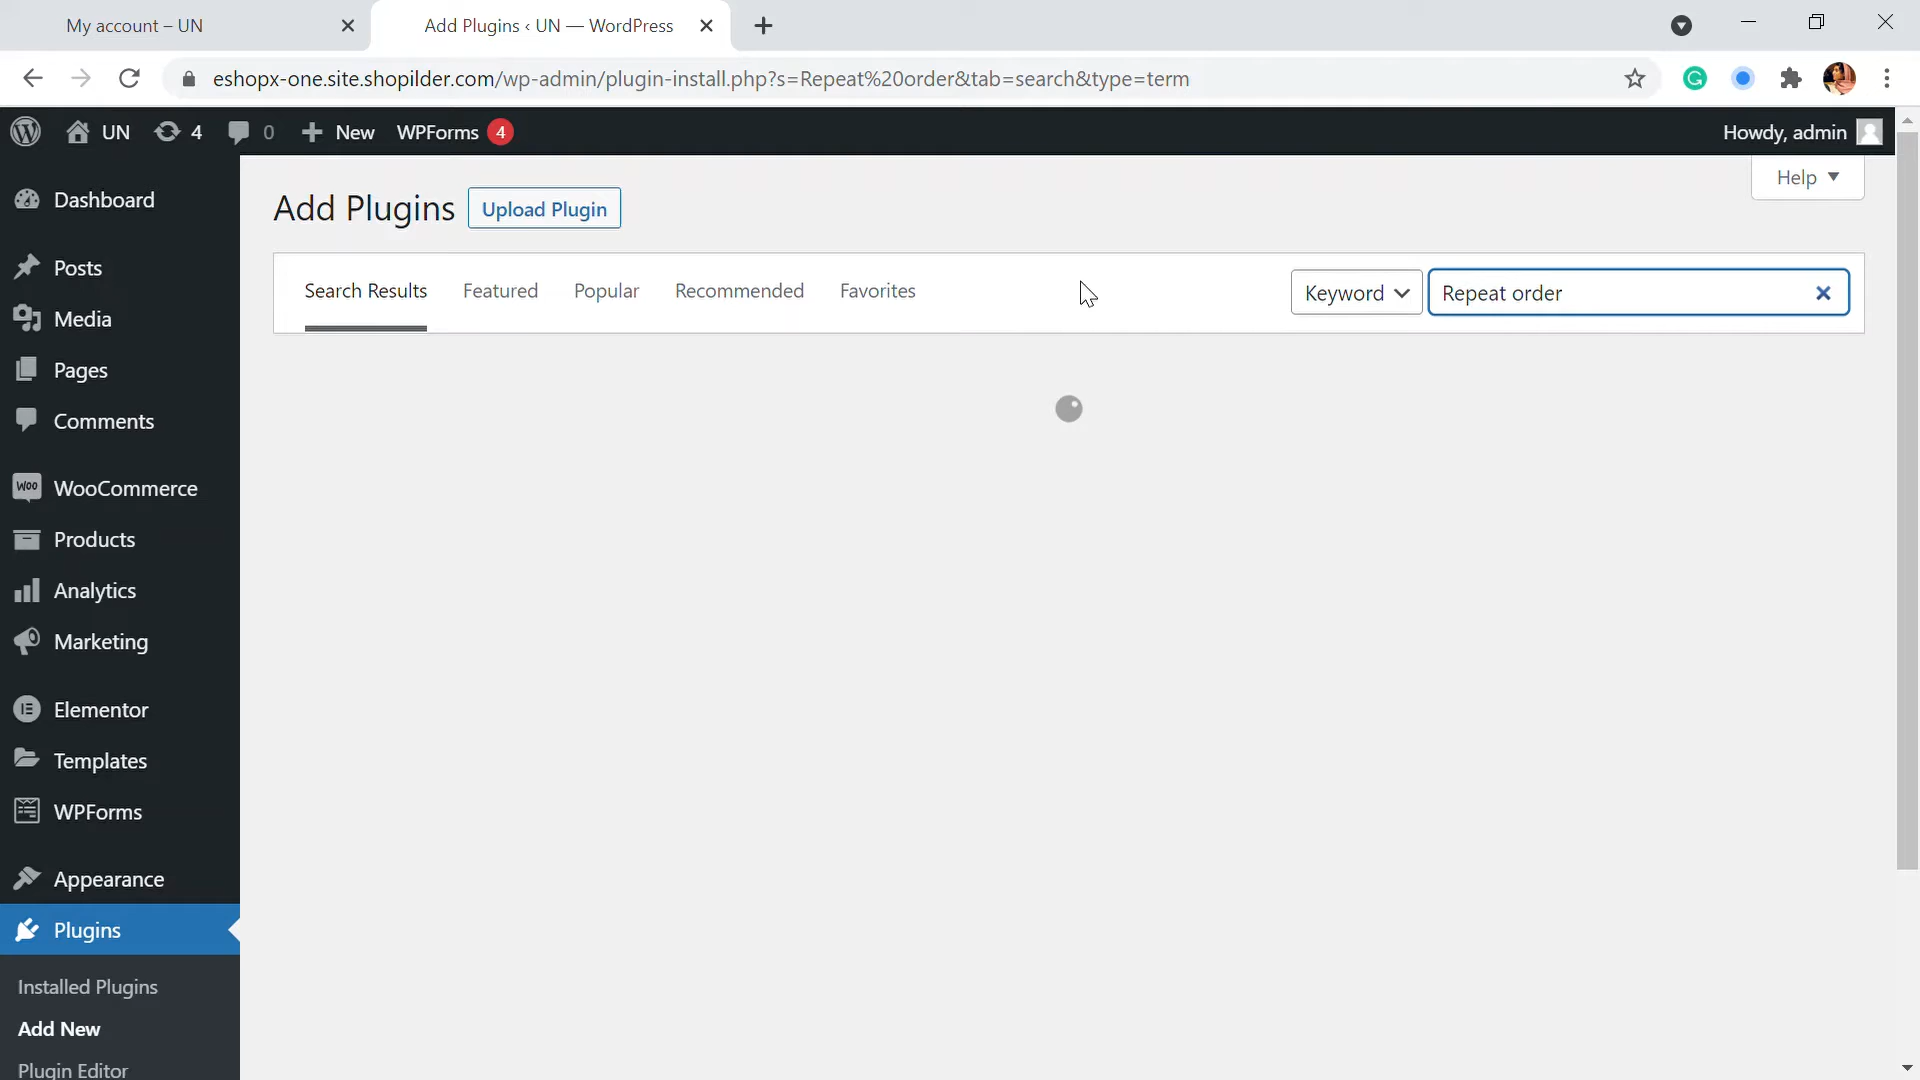 My account – UN
Add Plugins ‹ UN — WordPress
eshopx-one.site.shopilder.com/wp-admin/plugin-install.php?s=Repeat%20order&tab=search&type=term
UN 4 0 New WPForms 4 Howdy, admin
Help
Add Plugins Upload Plugin
Search Results Featured Popular Recommended Favorites Keyword Repeat order
Dashboard
Posts
Media
Pages
Comments
Woo WooCommerce
Products
Analytics
Marketing
Elementor
Templates
WPForms
Appearance
Plugins
Installed Plugins
Add New
Plugin Editor